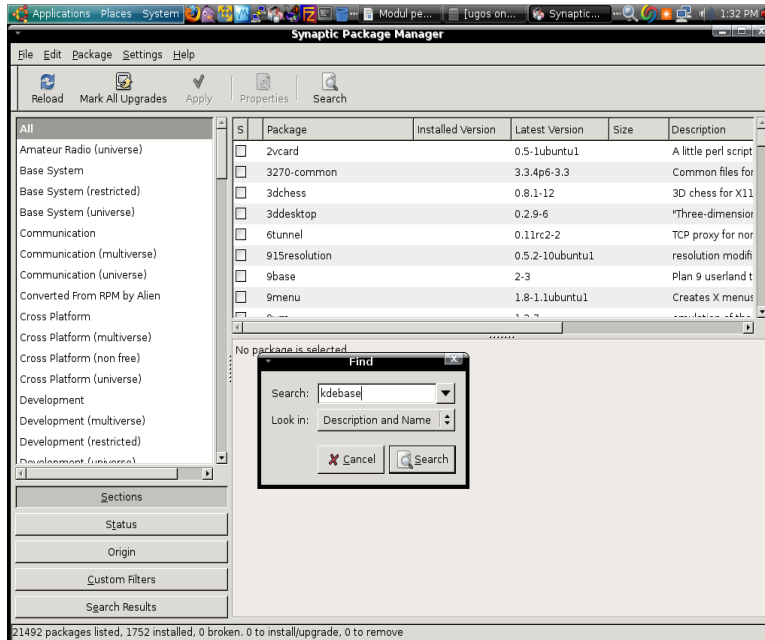 Applications Places System Modul pe... [ugos on... Synaptic... 1:32 PM
Synaptic Package Manager
File Edit Package Settings Help
Reload Mark All Upgrades Apply Properties Search
S Package Installed Version Latest Version Size Description
All
Amateur Radio (universe)
Base System
Base System (restricted)
Base System (universe)
Communication
Communication (multiverse)
Communication (universe)
Converted From RPM by Alien
Cross Platform
Cross Platform (multiverse)
Cross Platform (non free)
Cross Platform (universe)
Development
Development (multiverse)
Development (restricted)
Development (universe)
2vcard 0.5-1ubuntu1 A little perl script
3270-common 3.3.4p6-3.3 Common files for
3dchess 0.8.1-12 3D chess for X11
3ddesktop 0.2.9-6 "Three-dimension
6tunnel 0.11rc2-2 TCP proxy for nor
915resolution 0.5.2-10ubuntu1 resolution modifi
9base 2-3 Plan 9 userland t
9menu 1.8-1.1ubuntu1 Creates X menus
No package is selected.
Find
Search: kdebase
Look in: Description and Name
Cancel Search
Sections
Status
Origin
Custom Filters
Search Results
21492 packages listed, 1752 installed, 0 broken. 0 to install/upgrade, 0 to remove